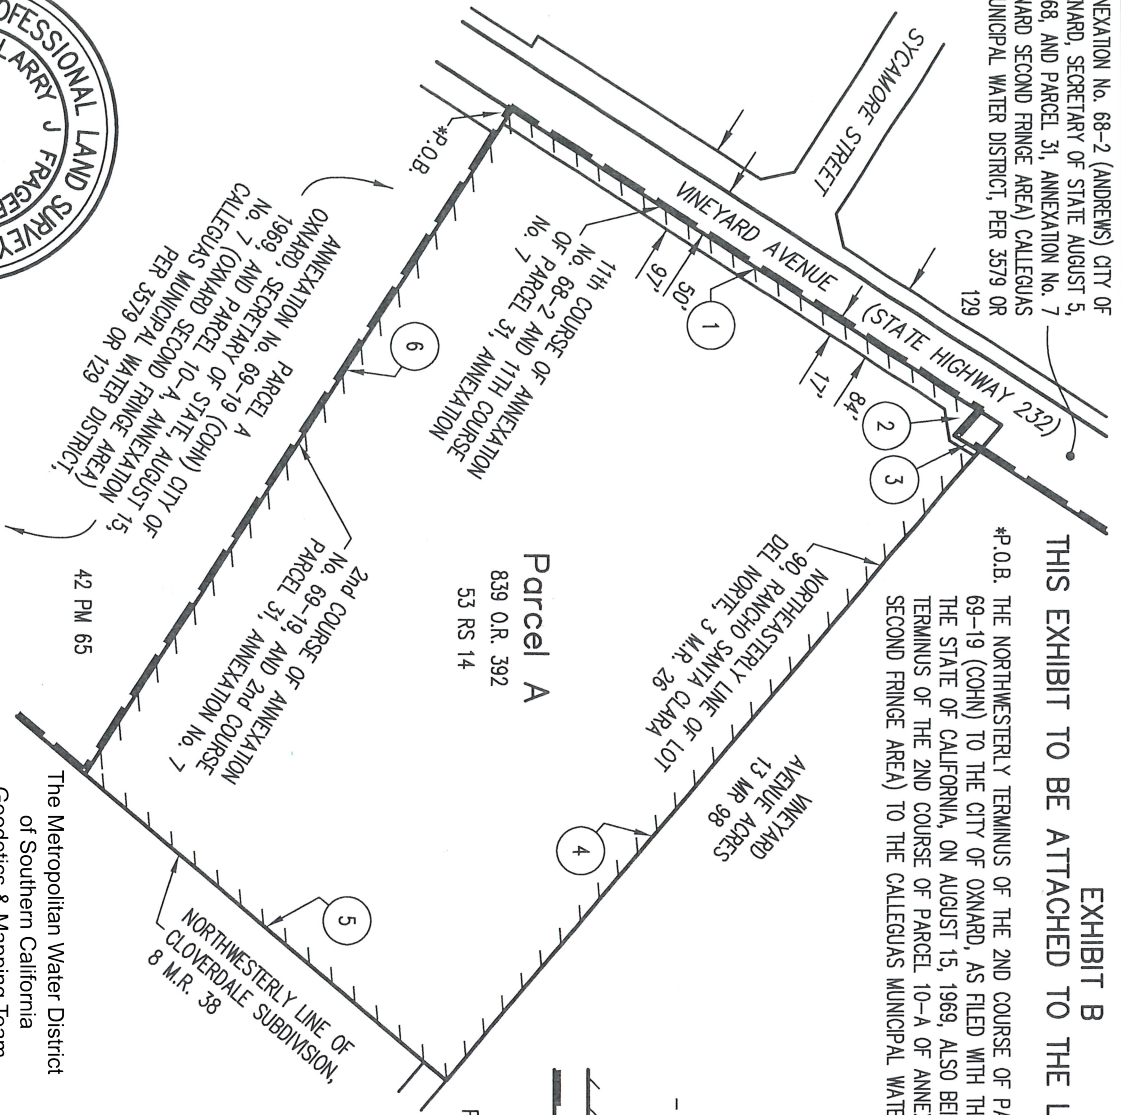 EXHIBIT B
THIS EXHIBIT TO BE ATTACHED TO THE
*P.O.B. THE NORTHWESTERLY TERMINUS OF THE 2ND COURSE OF
69-19 (COHN) TO THE CITY OF OXNARD, AS FILED WITH
THE STATE OF CALIFORNIA, ON AUGUST 15, 1969, ALSO
TERMINUS OF THE 2ND COURSE OF PARCEL 10-A OF
SECOND FRINGE AREA) TO THE CALLEGUAS MUNICIPAL
NEXATION No. 68-2 (ANDREWS) CITY OF
NARD, SECRETARY OF STATE AUGUST 5,
68, AND PARCEL 31, ANNEXATION No. 7
NARD SECOND FRINGE AREA) CALLEGUAS
UNICIPAL WATER DISTRICT, PER 3579 OR
129
SYCAMORE STREET
VINEYARD AVENUE (STATE HIGHWAY 232)
*P.O.B.
97'
50'
1
17'
84'
2
3
11th COURSE OF ANNEXATION
No. 68-2 AND 11TH COURSE
OF PARCEL 31, ANNEXATION
No. 7
NORTHEASTERLY LINE OF LOT
90, RANCHO SANTA CLARA
DEL NORTE, 3 M.R. 26
VINEYARD
AVENUE ACRES
13 MR 98
4
Parcel A
839 O.R. 392
53 RS 14
6
2nd COURSE OF ANNEXATION
No. 69-19, AND 2nd COURSE
PARCEL 31, ANNEXATION No. 7
PARCEL A
ANNEXATION No. 69-19 (COHN) CITY OF
OXNARD, SECRETARY OF STATE, AUGUST 15,
1969, AND PARCEL 10-A, ANNEXATION
No. 7 (OXNARD SECOND FRINGE AREA)
CALLEGUAS MUNICIPAL WATER DISTRICT,
PER 3579 OR 129
42 PM 65
5
NORTHWESTERLY LINE OF
CLOVERDALE SUBDIVISION,
8 M.R. 38
The Metropolitan Water District
of Southern California
Geodetics & Mapping Team
OFESSIONAL LAND SURVEY
LARRY J FRAGER